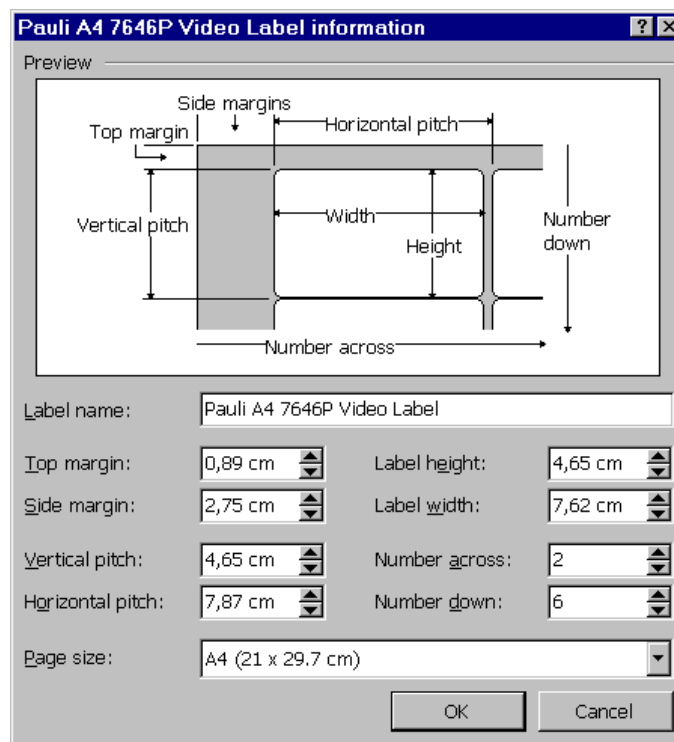 Pauli A4 7646P Video Label information
Preview
Side margins
Top margin
Horizontal pitch
Vertical pitch
Width
Height
Number
down
Number across
Label name: Pauli A4 7646P Video Label
Top margin: 0,89 cm Label height: 4,65 cm
Side margin: 2,75 cm Label width: 7,62 cm
Vertical pitch: 4,65 cm Number across: 2
Horizontal pitch: 7,87 cm Number down: 6
Page size: A4 (21 x 29.7 cm)
OK Cancel